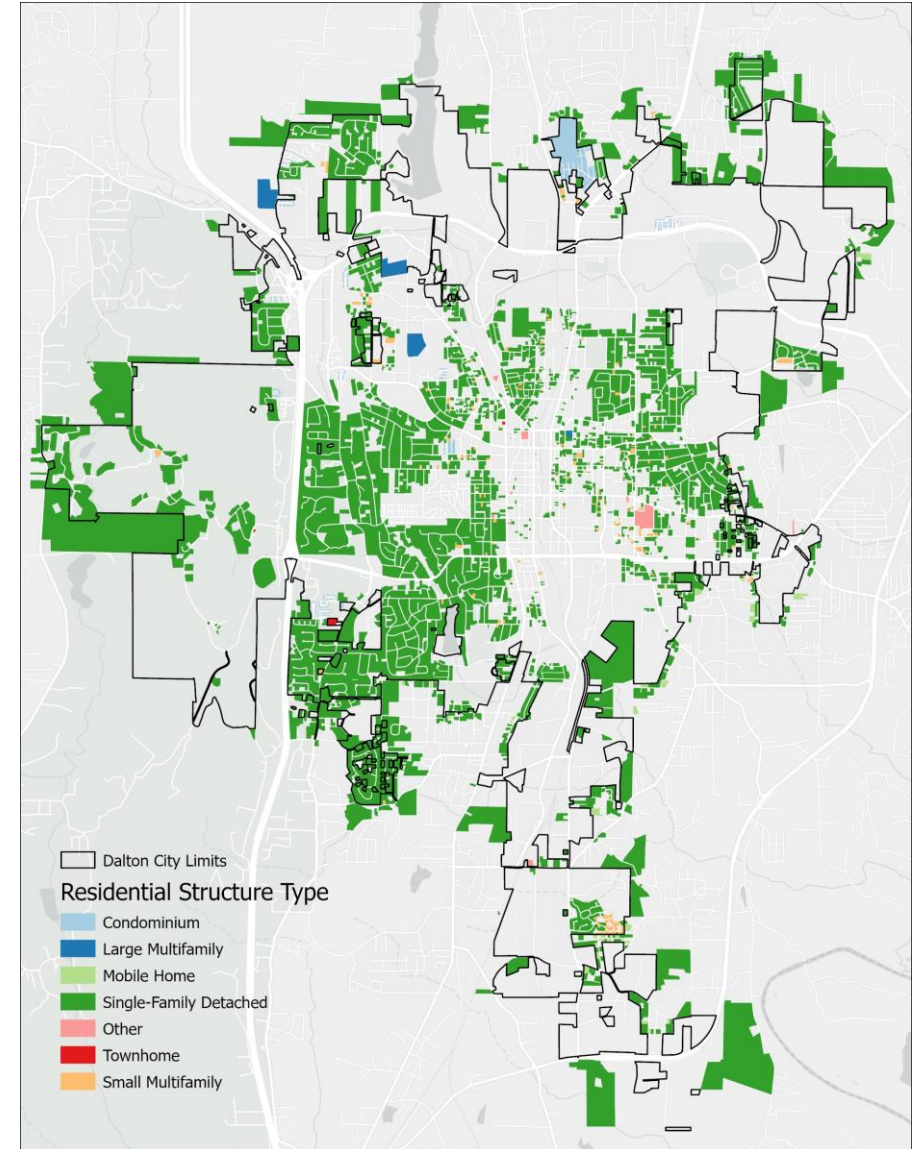 Dalton City Limits
Residential Structure Type
Condominium
Large Multifamily
Mobile Home
Single-Family Detached
Other
Townhome
Small Multifamily